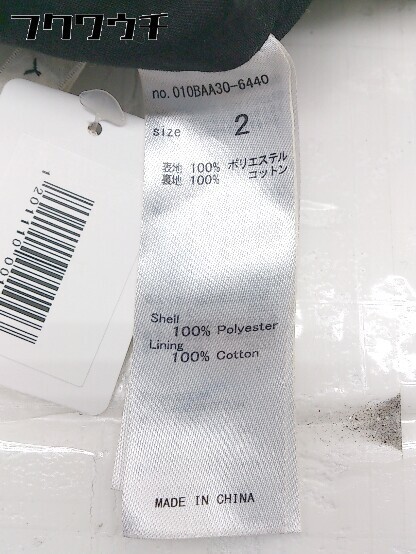 フクウウチ
no.010BAA30-6440
size 2
表地 100% ポリエステル
裏地 100% コットン
Shell
100% Polyester
Lining
100% Cotton
MADE IN CHINA